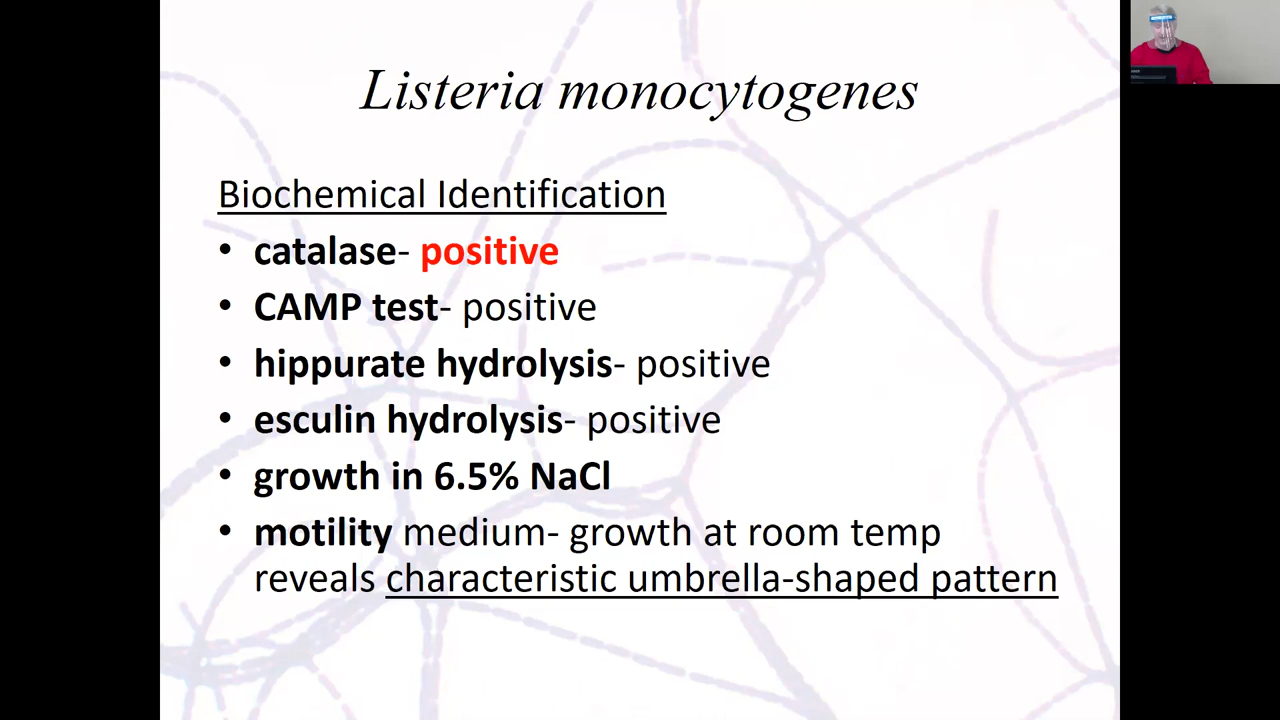 Listeria monocytogenes
Biochemical Identification
• catalase- positive
• CAMP test- positive
• hippurate hydrolysis- positive
• esculin hydrolysis- positive
• growth in 6.5% NaCl
• motility medium- growth at room temp
reveals characteristic umbrella-shaped pattern